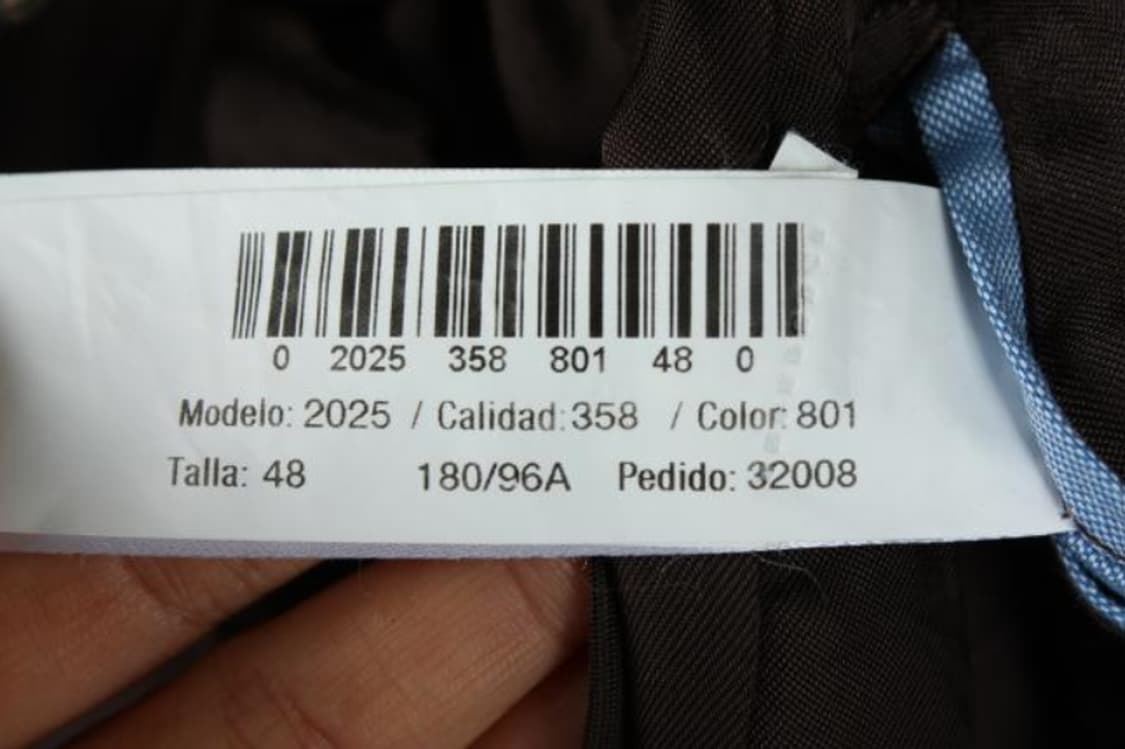 0 2025 358 801 48 0
Modelo: 2025 / Calidad: 358 / Color: 801
Talla: 48 180/96A Pedido: 32008